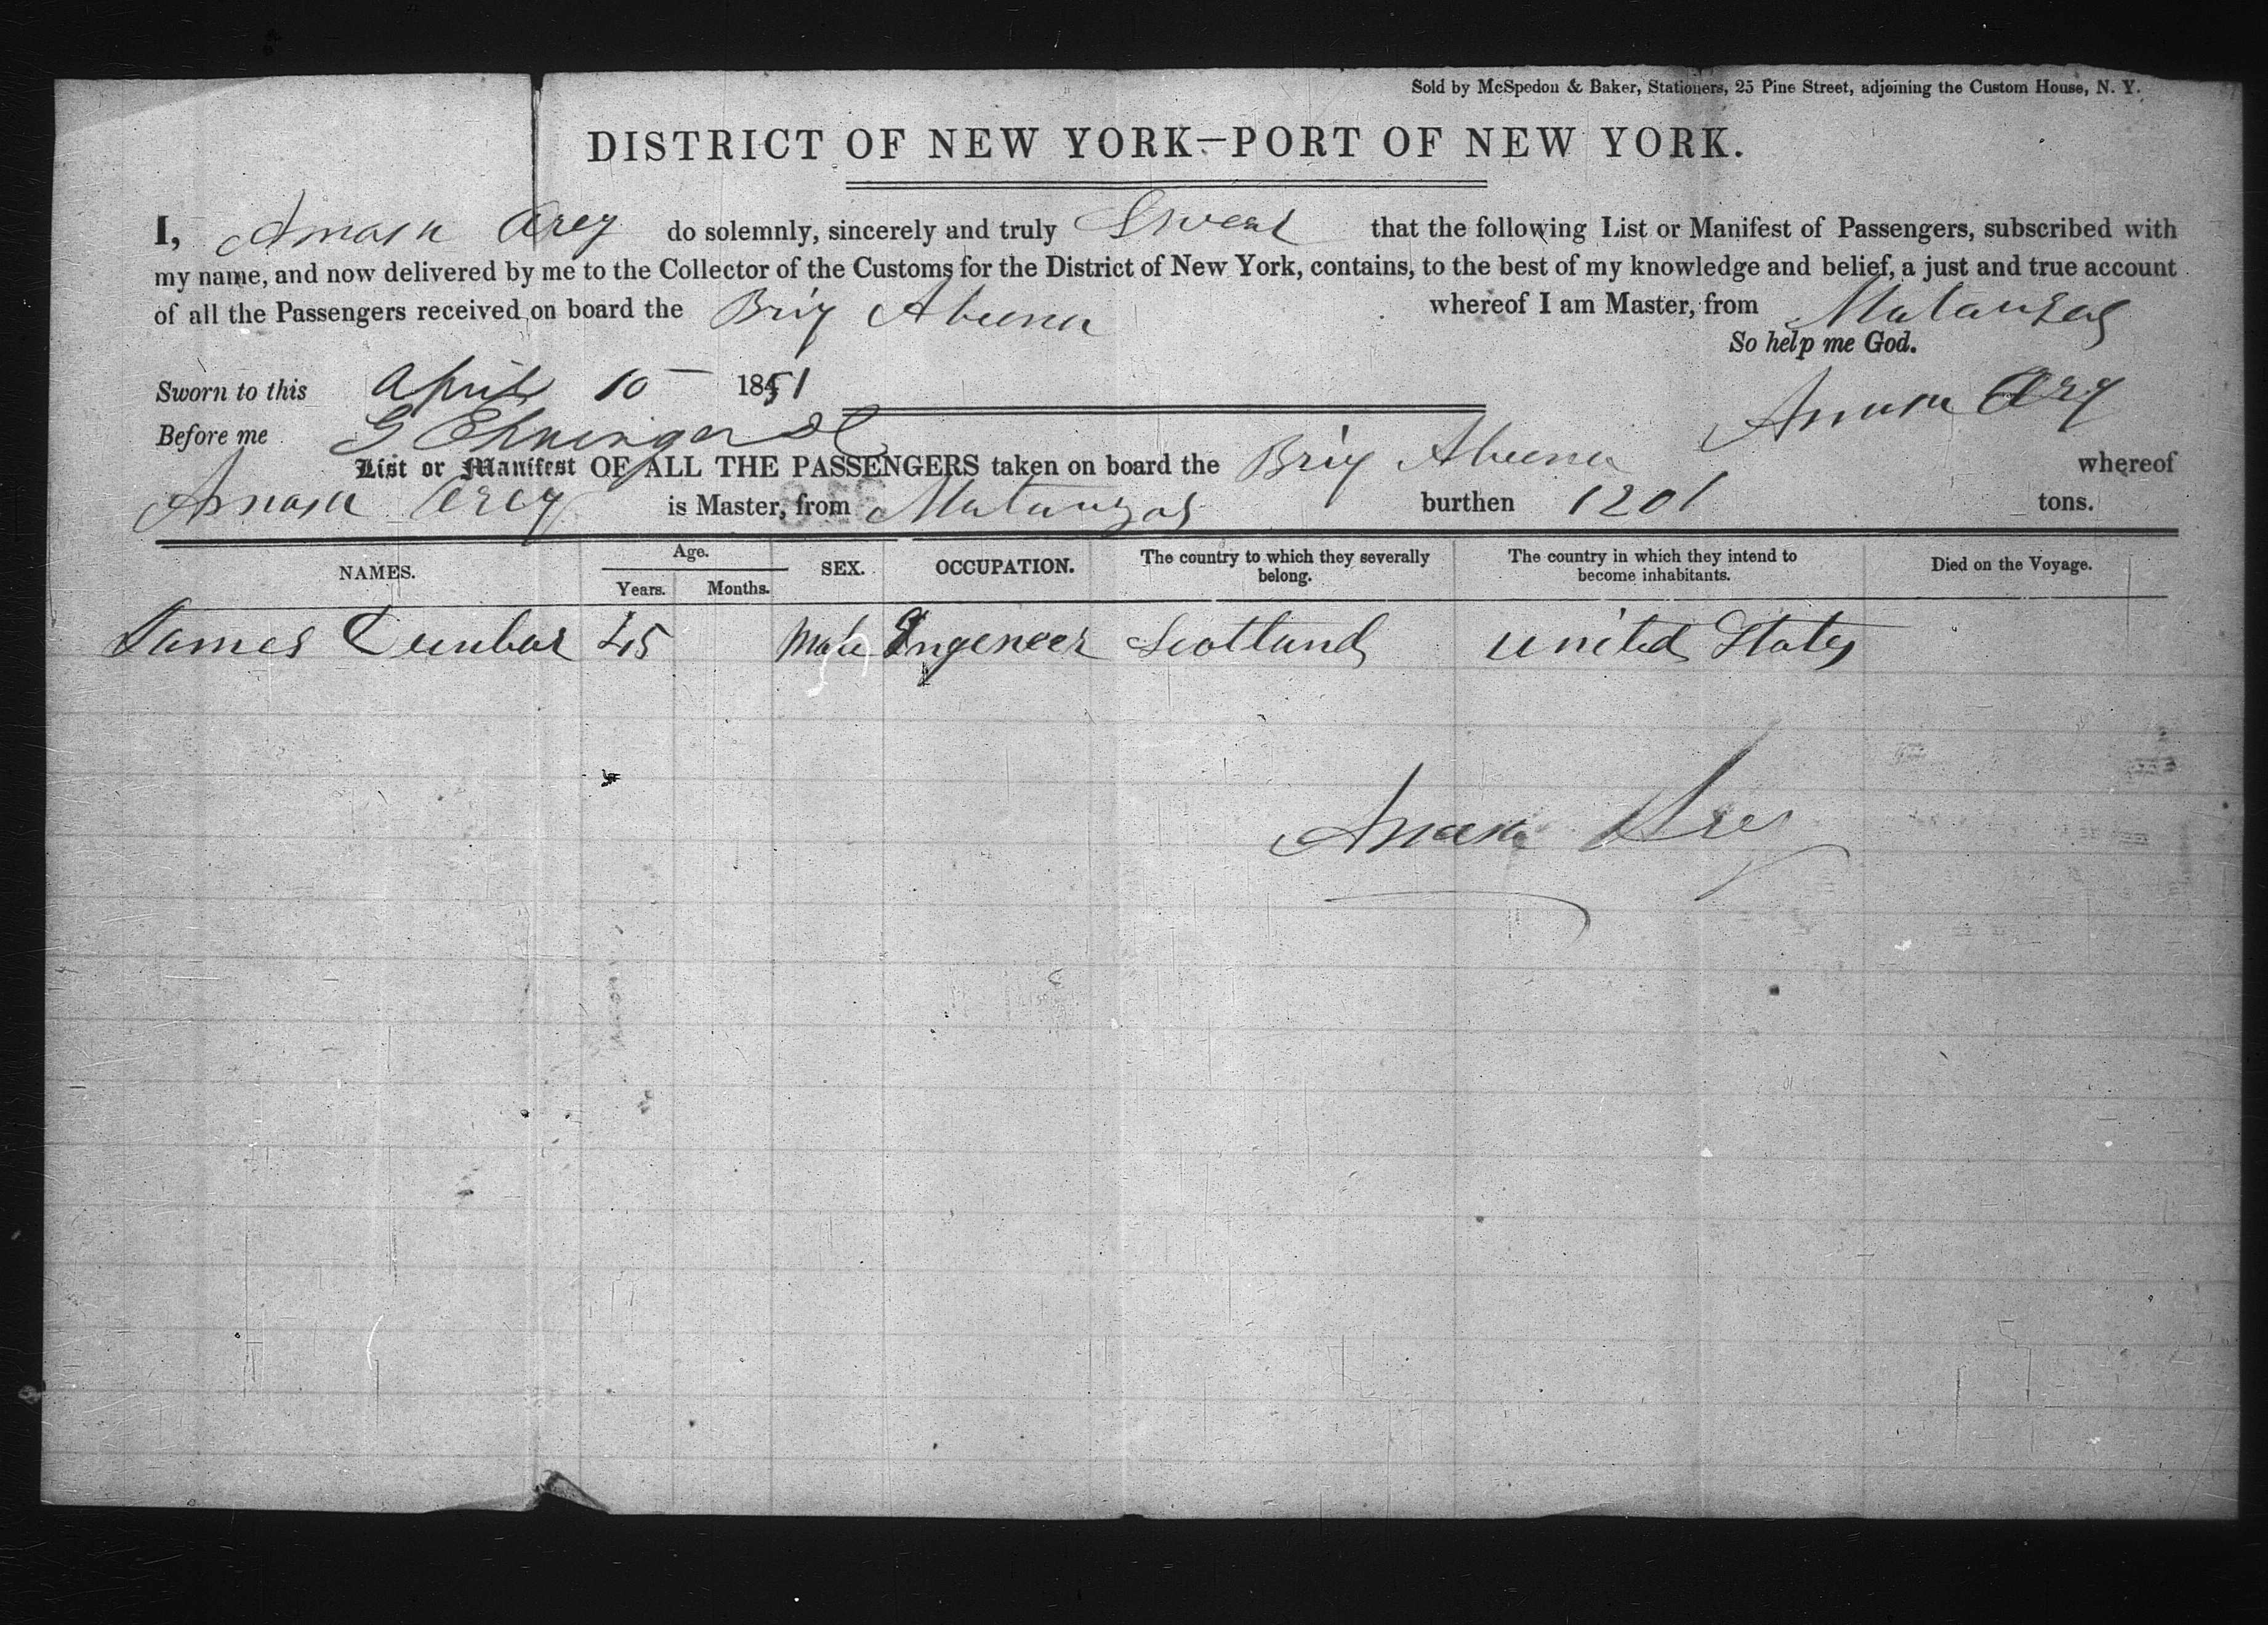 Sold by McSpedon & Baker, Stationers, 25 Pine Street, adjoining the Custom House, N. Y.
DISTRICT OF NEW YORK—PORT OF NEW YORK.
I, Amasa Arey do solemnly, sincerely and truly Swear that the following List or Manifest of Passengers, subscribed with
my name, and now delivered by me to the Collector of the Customs for the District of New York, contains, to the best of my knowledge and belief, a just and true account
of all the Passengers received on board the Brig whereof I am Master, from Matanzas
So help me God.
Sworn to this April 10 1851
Amasa Arey
Before me
List or Manifest OF ALL THE PASSENGERS taken on board the Brig whereof
Amasa Arey is Master, from Matanzas burthen tons.
NAMES. Age. Years. Months. SEX. OCCUPATION. The country to which they severally belong. The country in which they intend to become inhabitants. Died on the Voyage.
James Dunbar 45 Male Ingeneer Scotland United States
Amasa Arey